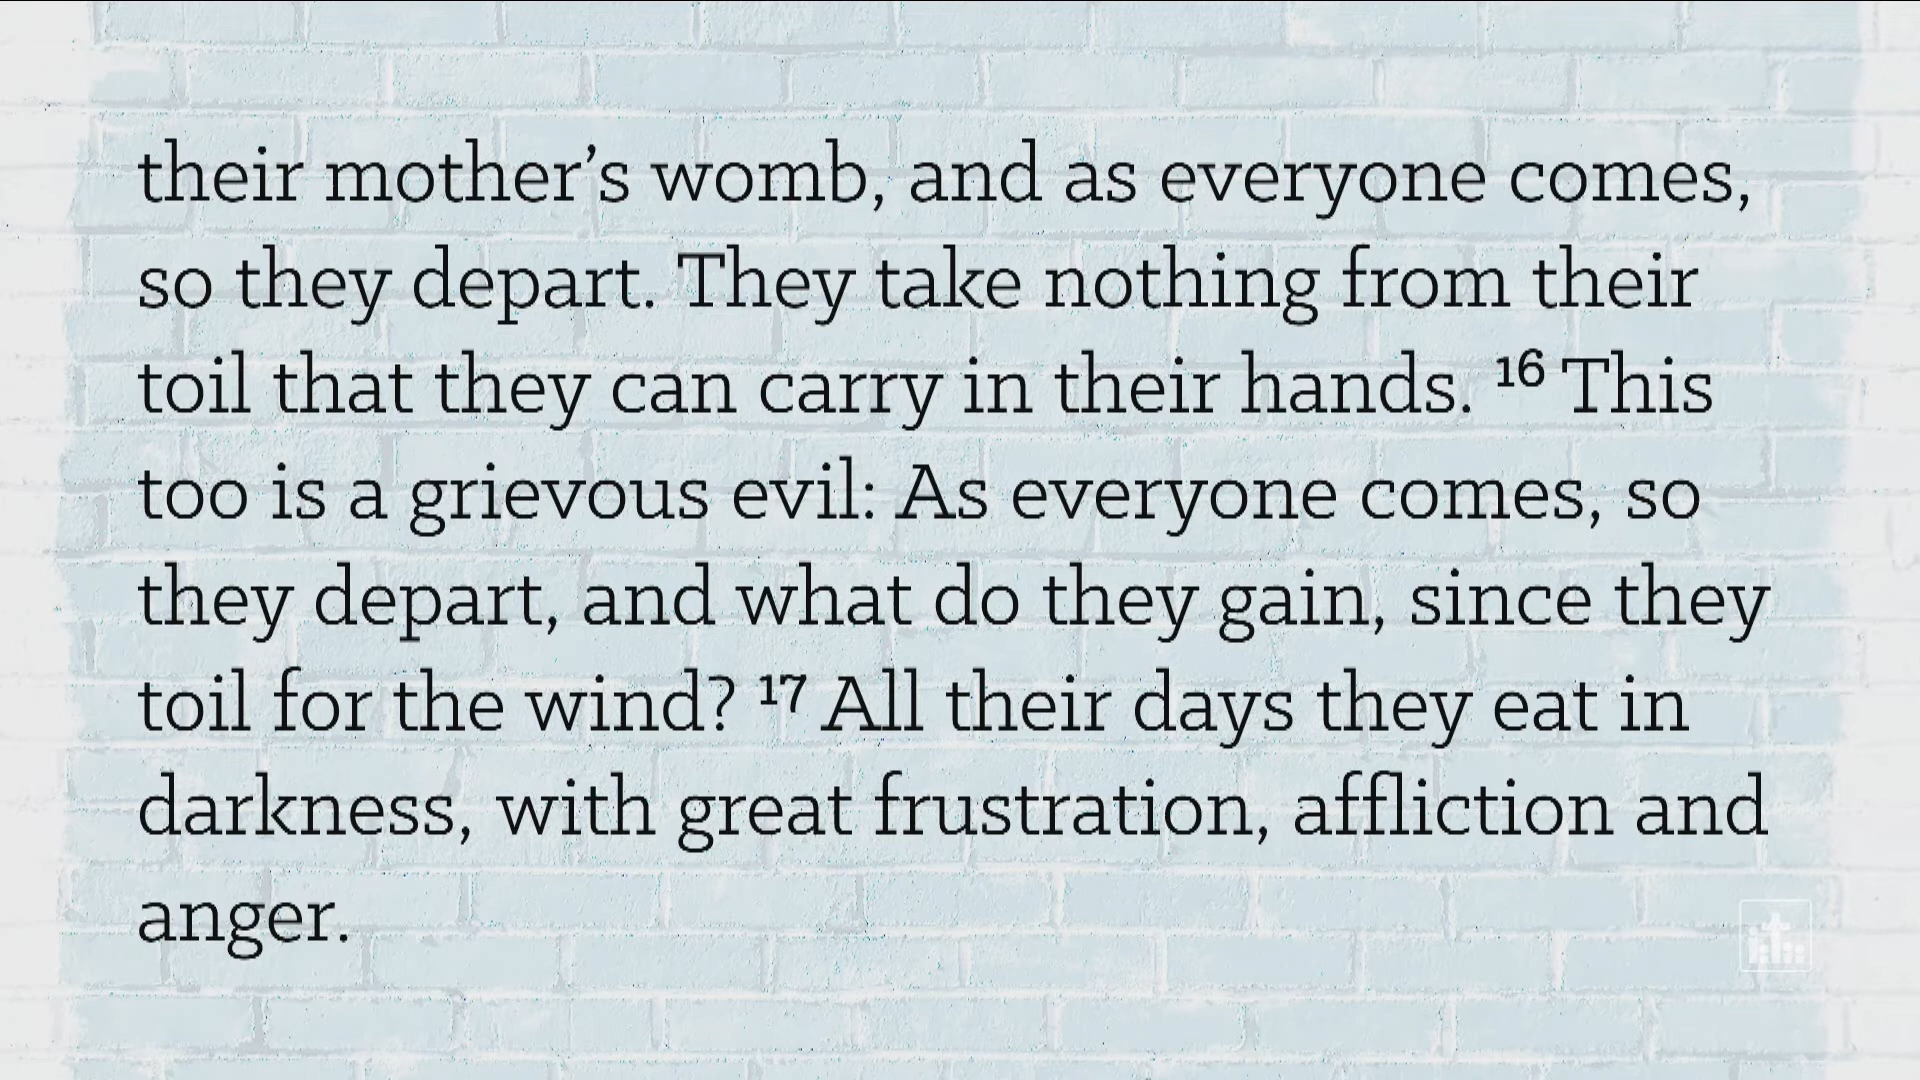 their mother’s womb, and as everyone comes,
so they depart. They take nothing from their
toil that they can carry in their hands. ¹⁶ This
too is a grievous evil: As everyone comes, so
they depart, and what do they gain, since they
toil for the wind? ¹⁷ All their days they eat in
darkness, with great frustration, affliction and
anger.